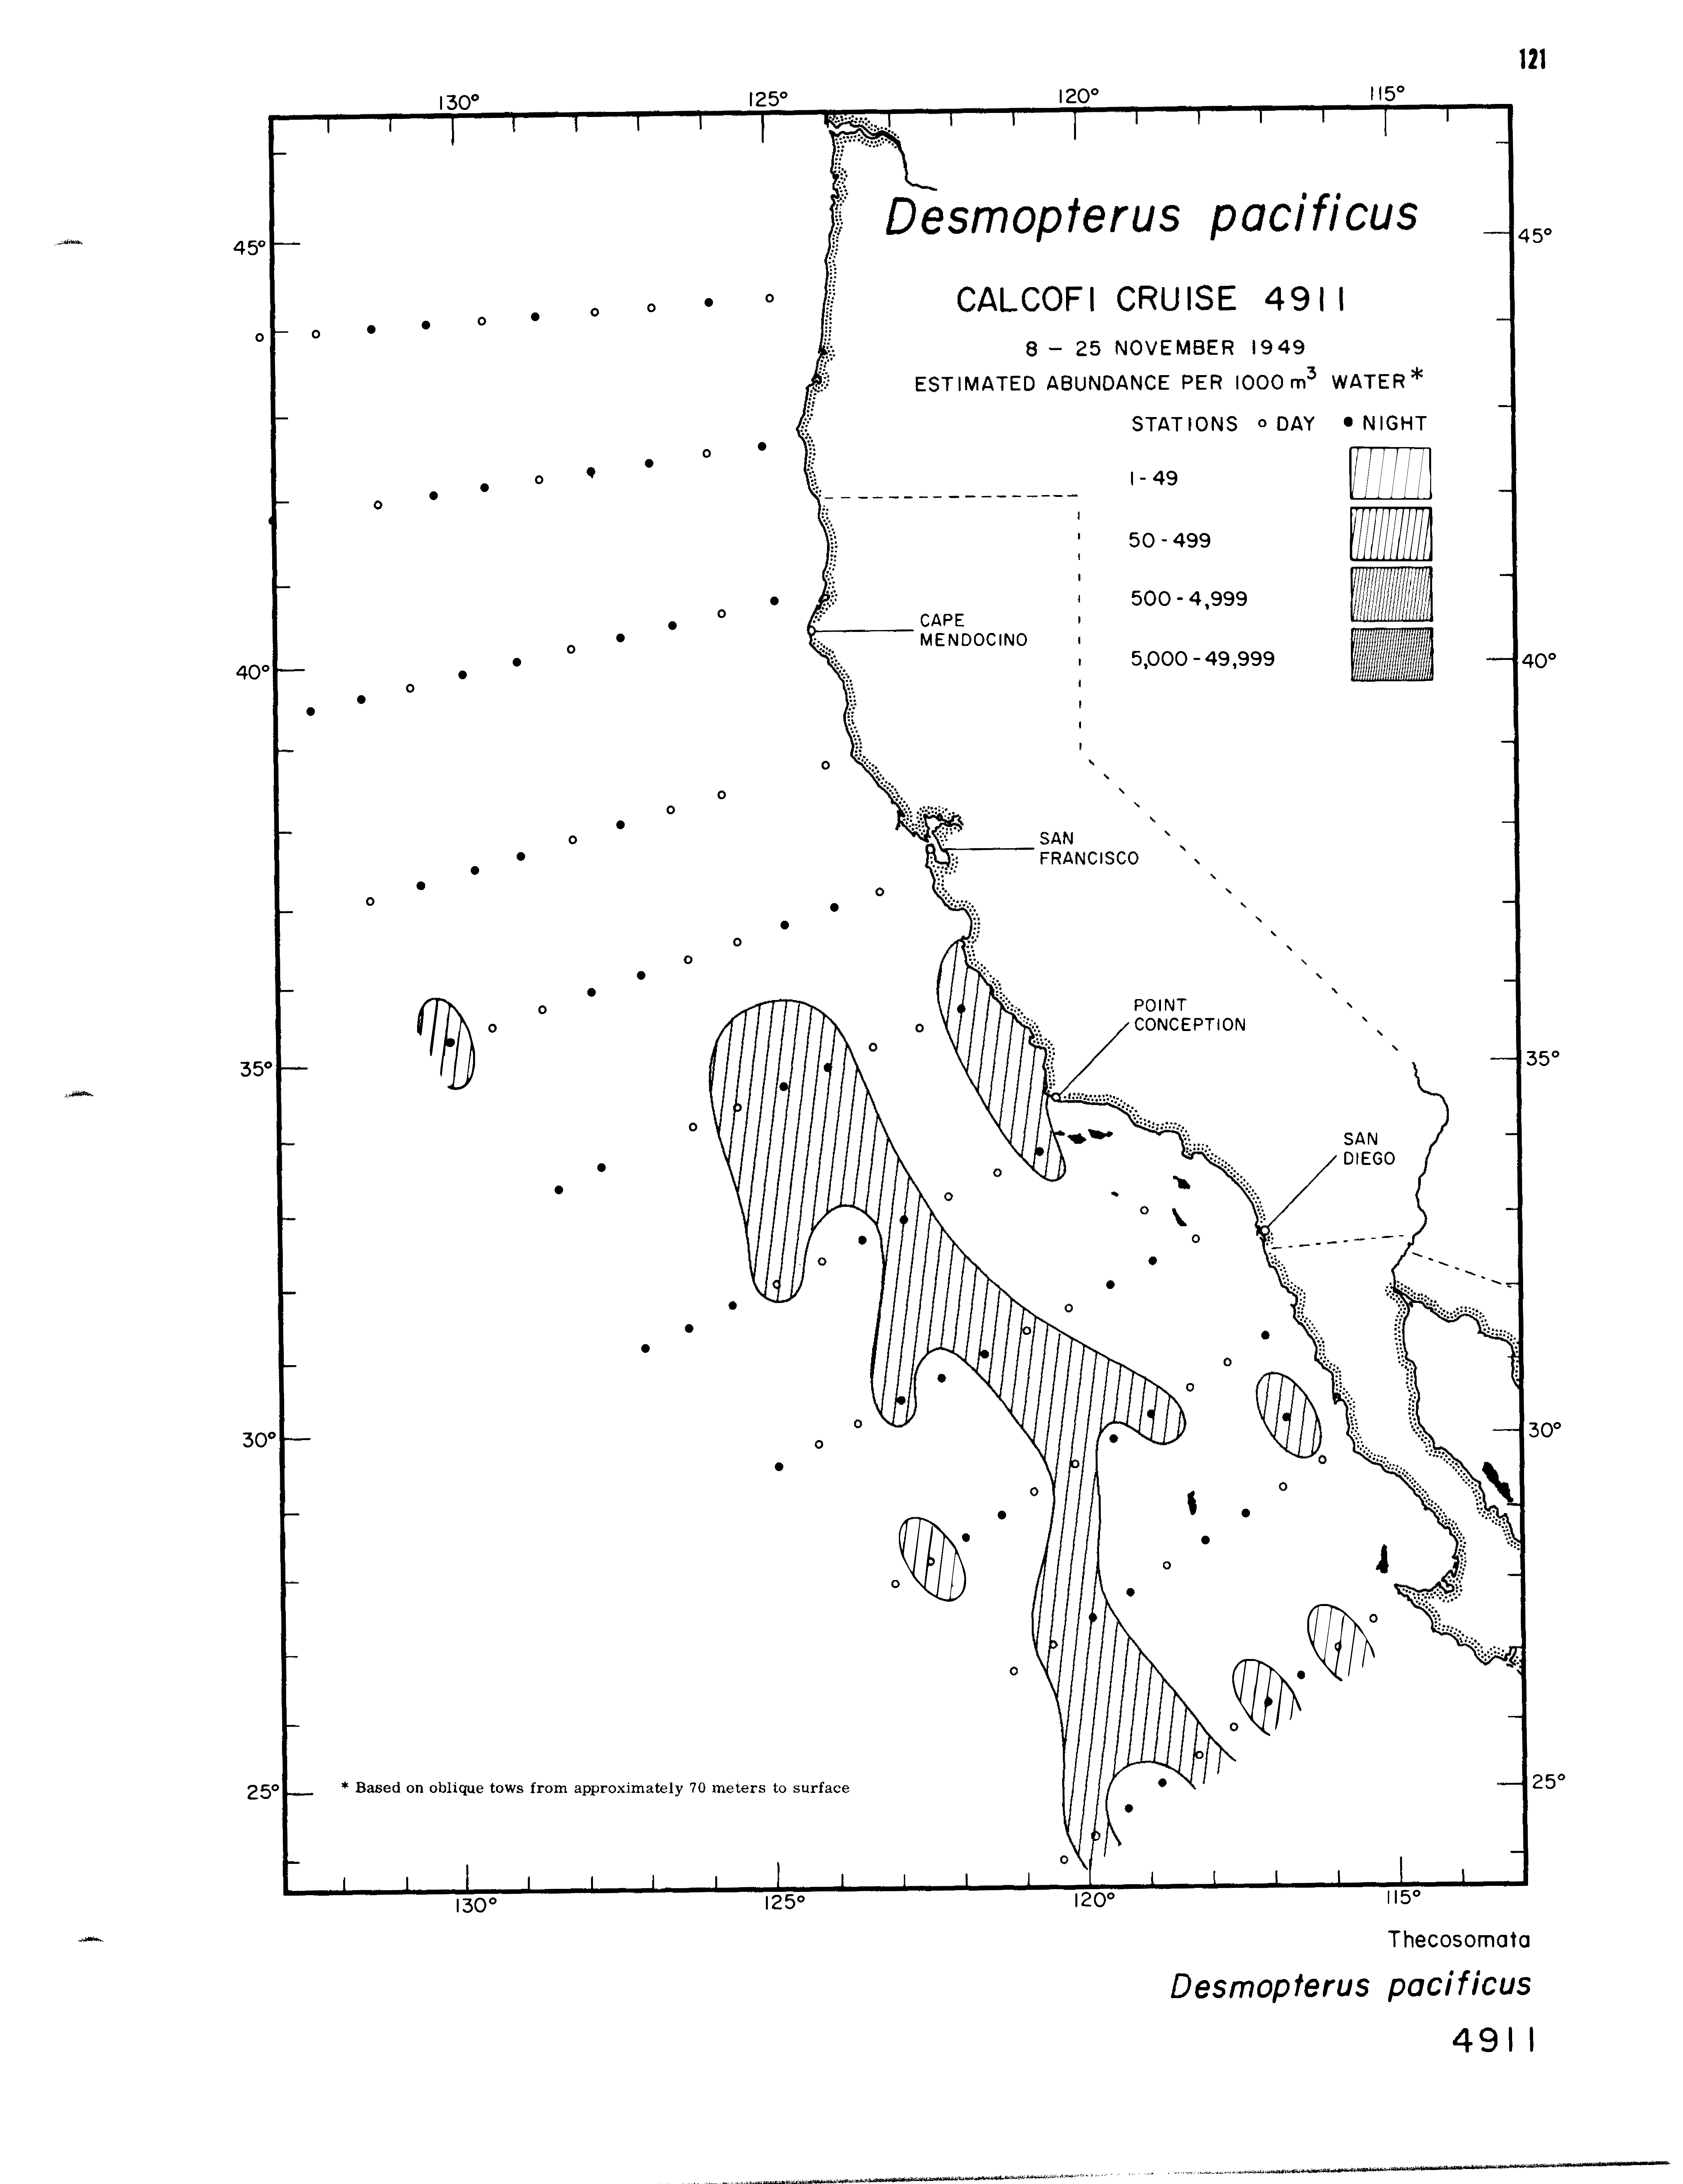 121
130° 125° 120° 115°
Desmopterus pacificus
45° 45°
CALCOFI CRUISE 4911
8 – 25 NOVEMBER 1949
ESTIMATED ABUNDANCE PER 1000 m³ WATER*
STATIONS ○ DAY ● NIGHT
1 - 49
50 - 499
500 - 4,999
5,000 - 49,999
CAPE
MENDOCINO
40° 40°
SAN
FRANCISCO
POINT
CONCEPTION
35° 35°
SAN
DIEGO
30° 30°
25° 25°
* Based on oblique tows from approximately 70 meters to surface
130° 125° 120° 115°
Thecosomata
Desmopterus pacificus
4911